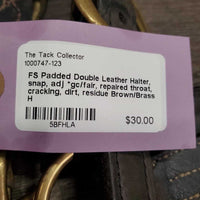 The Tack Collector
1000747-123
FS Padded Double Leather Halter,
snap, adj *gc/fair, repaired throat,
cracking, dirt, residue Brown/Brass
H
$30.00
5BFHLA